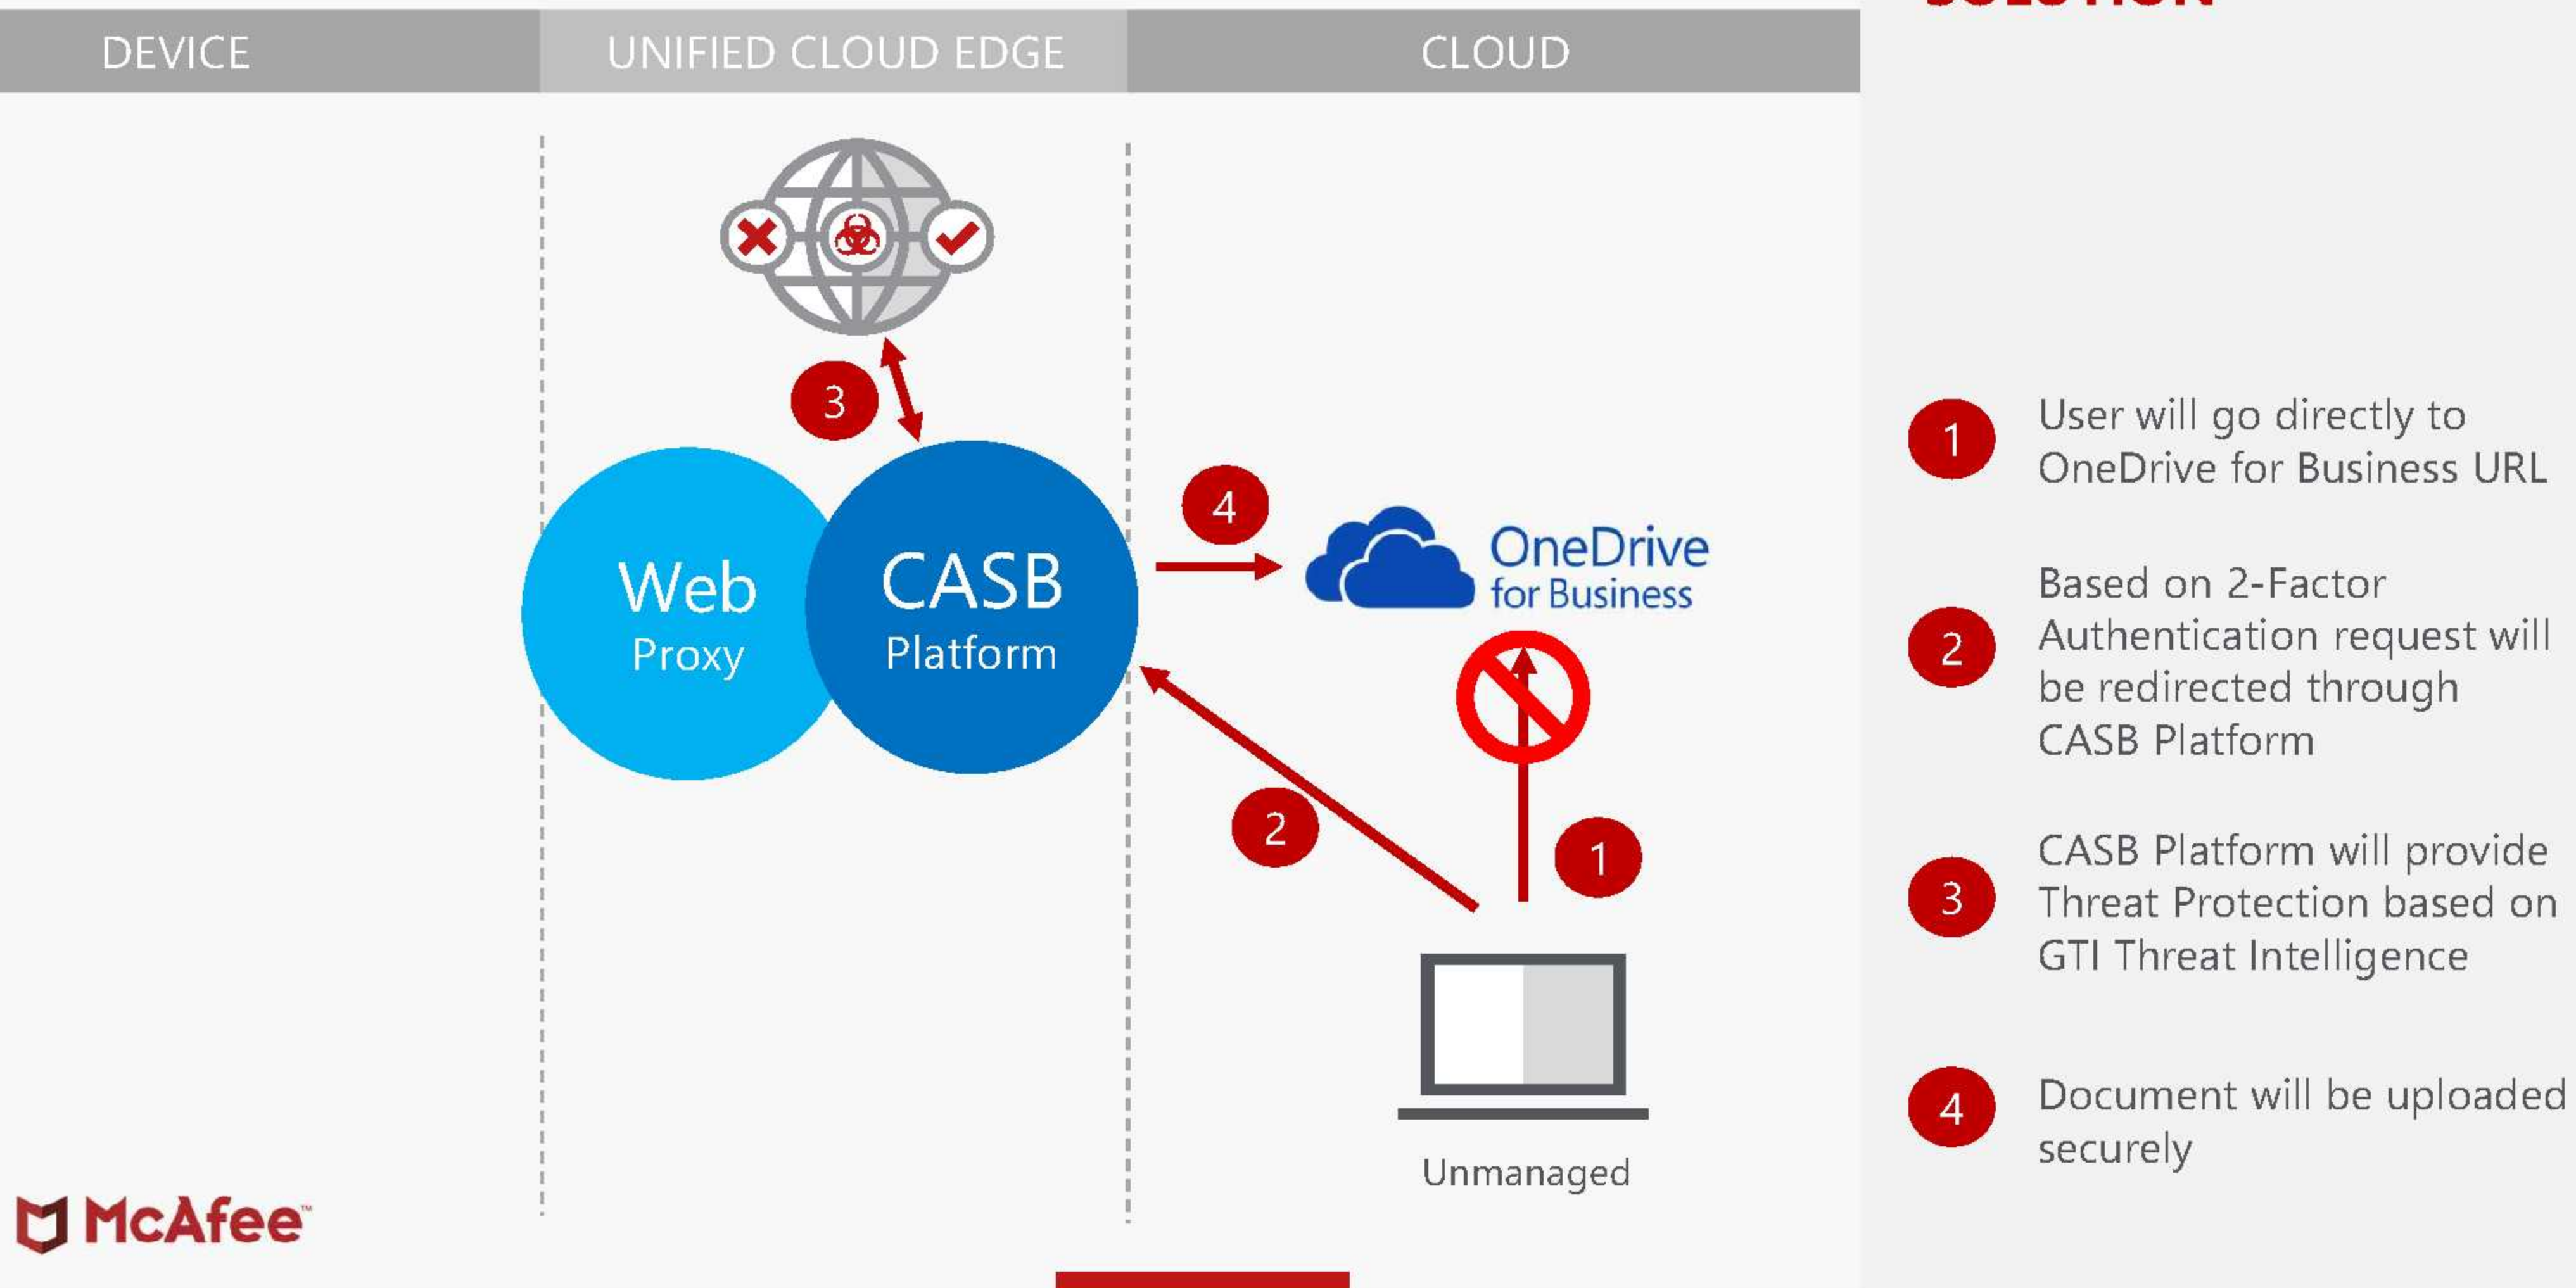 SOLUTION
DEVICE
UNIFIED CLOUD EDGE
CLOUD
3
4
Web
Proxy
CASB
Platform
OneDrive
for Business
2
1
Unmanaged
McAfee™
1
User will go directly to
OneDrive for Business URL
2
Based on 2-Factor
Authentication request will
be redirected through
CASB Platform
3
CASB Platform will provide
Threat Protection based on
GTI Threat Intelligence
4
Document will be uploaded
securely